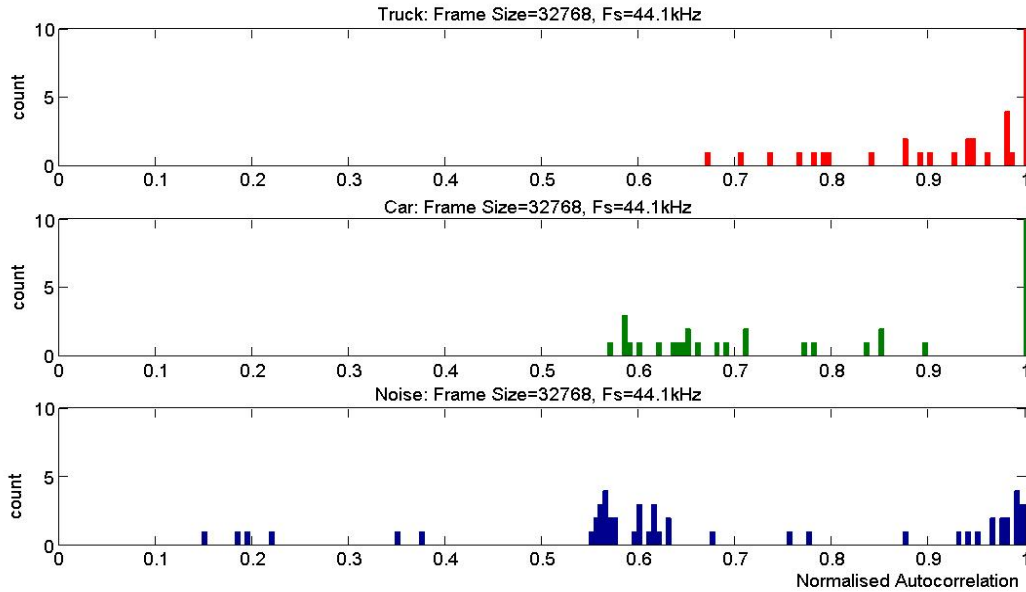 Truck: Frame Size=32768, Fs=44.1kHz
10
5
0
count
0 0.1 0.2 0.3 0.4 0.5 0.6 0.7 0.8 0.9 1
Car: Frame Size=32768, Fs=44.1kHz
10
5
0
count
0 0.1 0.2 0.3 0.4 0.5 0.6 0.7 0.8 0.9 1
Noise: Frame Size=32768, Fs=44.1kHz
10
5
0
count
0 0.1 0.2 0.3 0.4 0.5 0.6 0.7 0.8 0.9 1
Normalised Autocorrelation